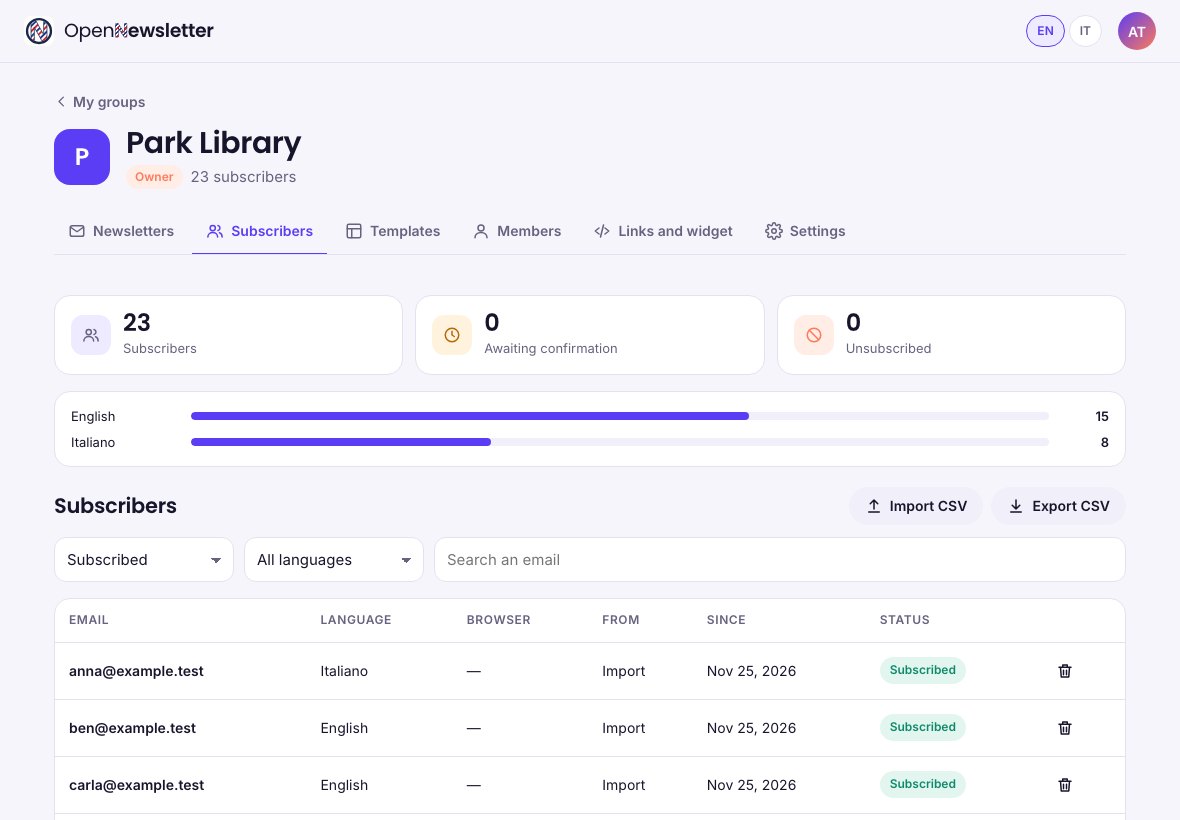 OpenNewsletter
EN
IT
AT
My groups
P
Park Library
Owner
23 subscribers
Newsletters
Subscribers
Templates
Members
Links and widget
Settings
23
Subscribers
0
Awaiting confirmation
0
Unsubscribed
English 15
Italiano 8
Subscribers
Import CSV
Export CSV
Subscribed
All languages
Search an email
EMAIL LANGUAGE BROWSER FROM SINCE STATUS
anna@example.test Italiano — Import Nov 25, 2026 Subscribed
ben@example.test English — Import Nov 25, 2026 Subscribed
carla@example.test English — Import Nov 25, 2026 Subscribed